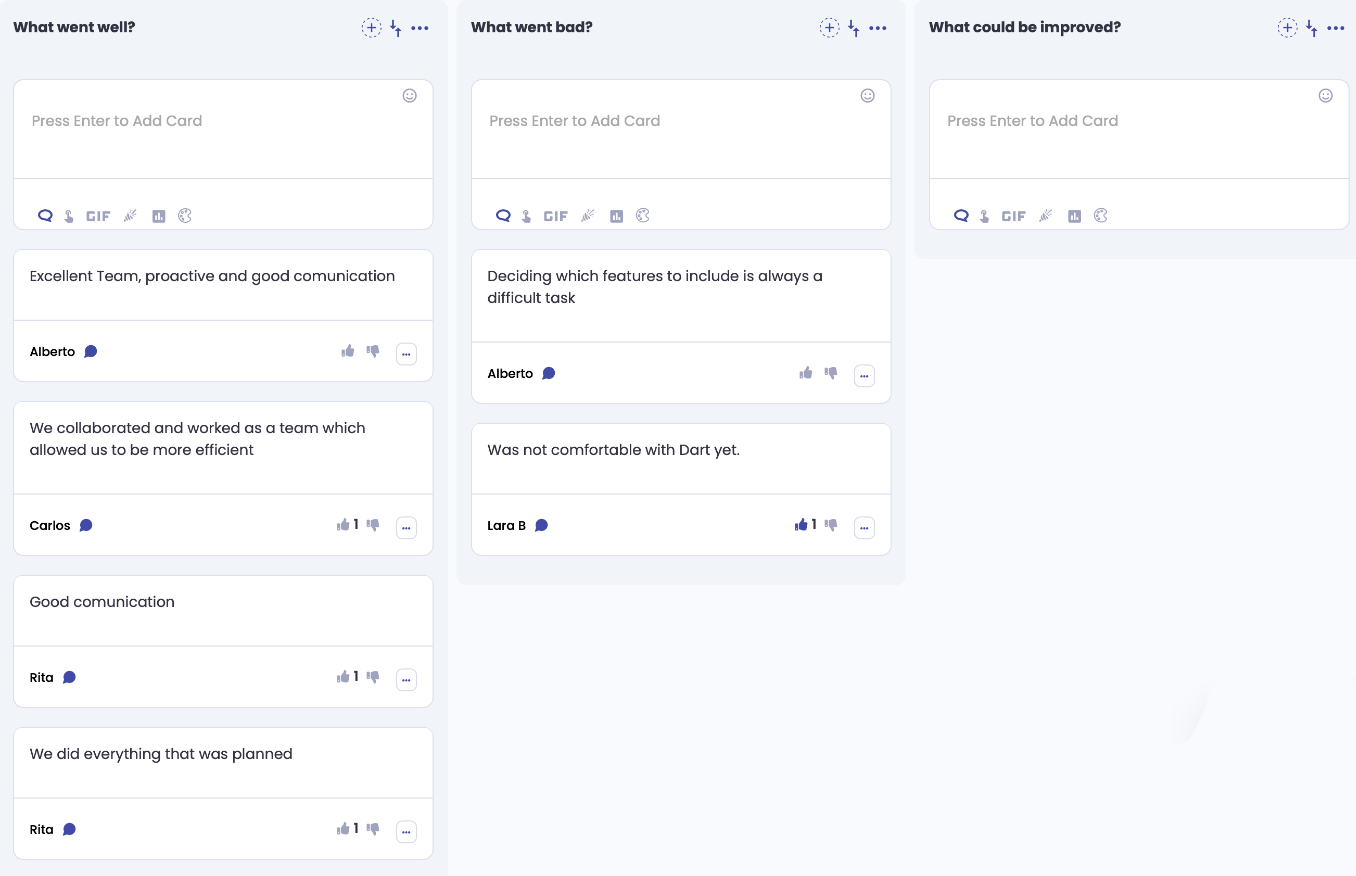 What went well?
Press Enter to Add Card
GIF
Excellent Team, proactive and good comunication
Alberto
We collaborated and worked as a team which
allowed us to be more efficient
Carlos
1
Good comunication
Rita
1
We did everything that was planned
Rita
1
What went bad?
Press Enter to Add Card
GIF
Deciding which features to include is always a
difficult task
Alberto
Was not comfortable with Dart yet.
Lara B
1
What could be improved?
Press Enter to Add Card
GIF